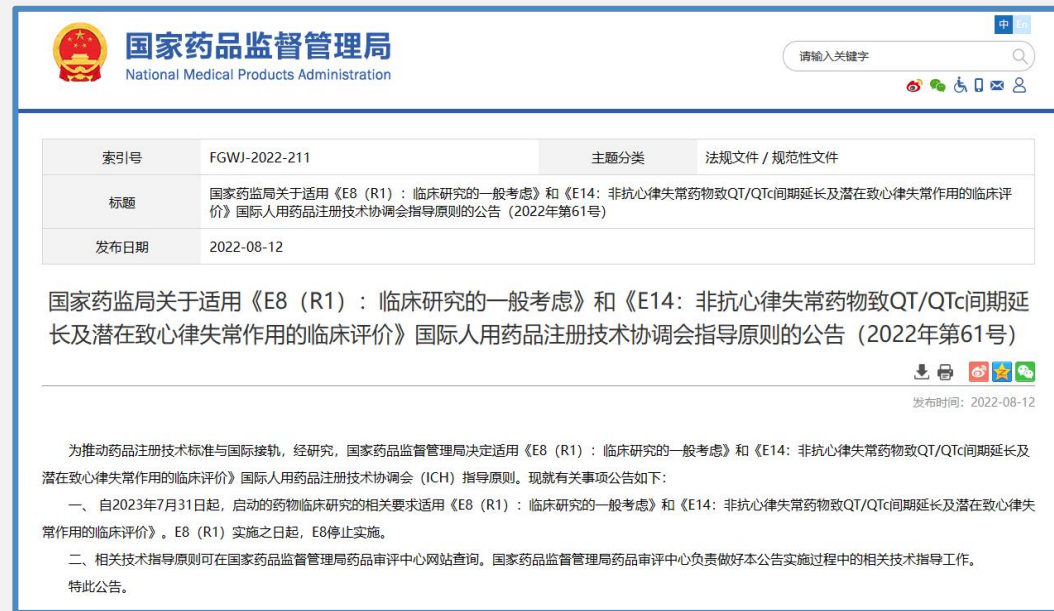 国家药品监督管理局
National Medical Products Administration
中 En
请输入关键字
索引号 FGWJ-2022-211 主题分类 法规文件 / 规范性文件
标题 国家药监局关于适用《E8（R1）：临床研究的一般考虑》和《E14：非抗心律失常药物致QT/QTc间期延长及潜在致心律失常作用的临床评
价》国际人用药品注册技术协调会指导原则的公告（2022年第61号）
发布日期 2022-08-12
国家药监局关于适用《E8（R1）：临床研究的一般考虑》和《E14：非抗心律失常药物致QT/QTc间期延
长及潜在致心律失常作用的临床评价》国际人用药品注册技术协调会指导原则的公告（2022年第61号）
发布时间：2022-08-12
为推动药品注册技术标准与国际接轨，经研究，国家药品监督管理局决定适用《E8（R1）：临床研究的一般考虑》和《E14：非抗心律失常药物致QT/QTc间期延长及
潜在致心律失常作用的临床评价》国际人用药品注册技术协调会（ICH）指导原则。现就有关事项公告如下：
一、 自2023年7月31日起，启动的药物临床研究的相关要求适用《E8（R1）：临床研究的一般考虑》和《E14：非抗心律失常药物致QT/QTc间期延长及潜在致心律失
常作用的临床评价》。E8（R1）实施之日起，E8停止实施。
二、相关技术指导原则可在国家药品监督管理局药品审评中心网站查询。国家药品监督管理局药品审评中心负责做好本公告实施过程中的相关技术指导工作。
特此公告。